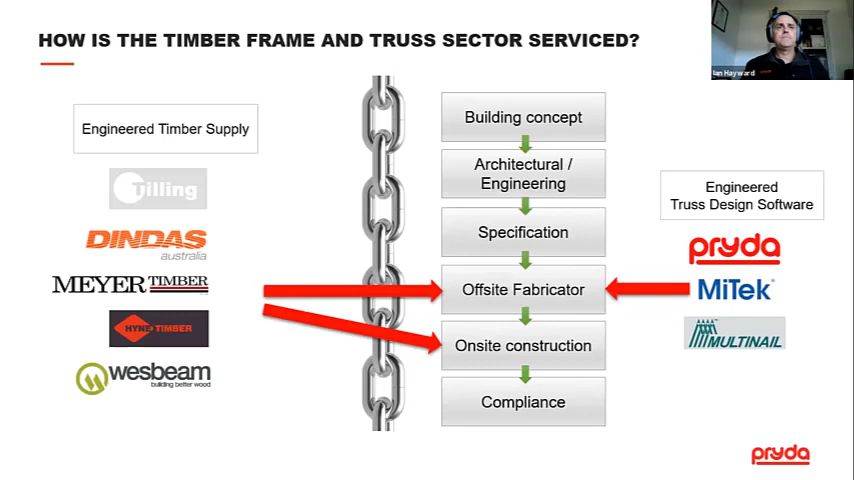 HOW IS THE TIMBER FRAME AND TRUSS SECTOR SERVICED?
Ian Hayward
Engineered Timber Supply
Tilling
DINDAS
australia
MEYER TIMBER
HYNE TIMBER
wesbeam
building better wood
Building concept
Architectural /
Engineering
Specification
Offsite Fabricator
Onsite construction
Compliance
Engineered
Truss Design Software
pryda
MiTek
MULTINAIL
pryda